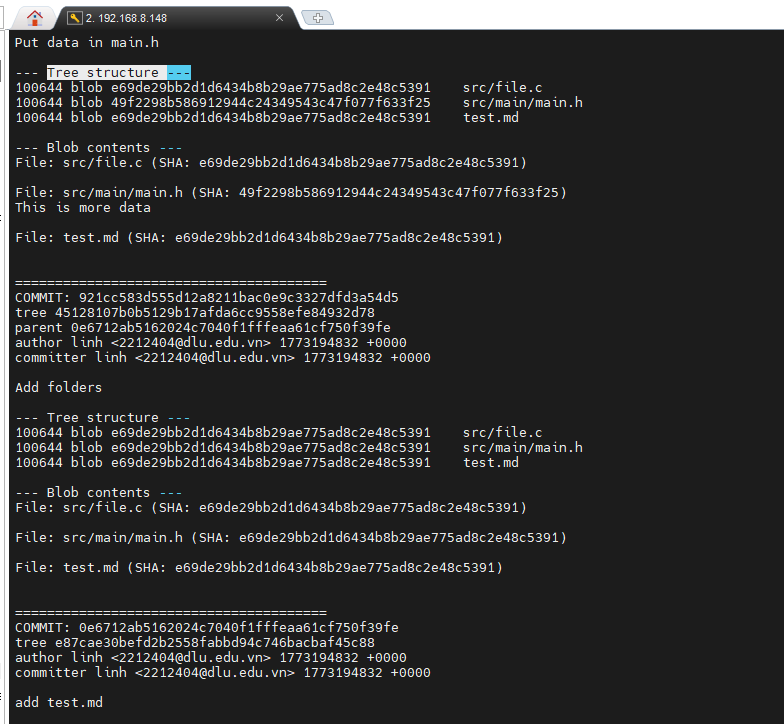 2. 192.168.8.148
Put data in main.h
--- Tree structure ---
100644 blob e69de29bb2d1d6434b8b29ae775ad8c2e48c5391    src/file.c
100644 blob 49f2298b586912944c24349543c47f077f633f25    src/main/main.h
100644 blob e69de29bb2d1d6434b8b29ae775ad8c2e48c5391    test.md
--- Blob contents ---
File: src/file.c (SHA: e69de29bb2d1d6434b8b29ae775ad8c2e48c5391)
File: src/main/main.h (SHA: 49f2298b586912944c24349543c47f077f633f25)
This is more data
File: test.md (SHA: e69de29bb2d1d6434b8b29ae775ad8c2e48c5391)
=======================================
COMMIT: 921cc583d555d12a8211bac0e9c3327dfd3a54d5
tree 45128107b0b5129b17afda6cc9558efe84932d78
parent 0e6712ab5162024c7040f1fffeaa61cf750f39fe
author linh <2212404@dlu.edu.vn> 1773194832 +0000
committer linh <2212404@dlu.edu.vn> 1773194832 +0000
Add folders
--- Tree structure ---
100644 blob e69de29bb2d1d6434b8b29ae775ad8c2e48c5391    src/file.c
100644 blob e69de29bb2d1d6434b8b29ae775ad8c2e48c5391    src/main/main.h
100644 blob e69de29bb2d1d6434b8b29ae775ad8c2e48c5391    test.md
--- Blob contents ---
File: src/file.c (SHA: e69de29bb2d1d6434b8b29ae775ad8c2e48c5391)
File: src/main/main.h (SHA: e69de29bb2d1d6434b8b29ae775ad8c2e48c5391)
File: test.md (SHA: e69de29bb2d1d6434b8b29ae775ad8c2e48c5391)
=======================================
COMMIT: 0e6712ab5162024c7040f1fffeaa61cf750f39fe
tree e87cae30befd2b2558fabbd94c746bacbaf45c88
author linh <2212404@dlu.edu.vn> 1773194832 +0000
committer linh <2212404@dlu.edu.vn> 1773194832 +0000
add test.md